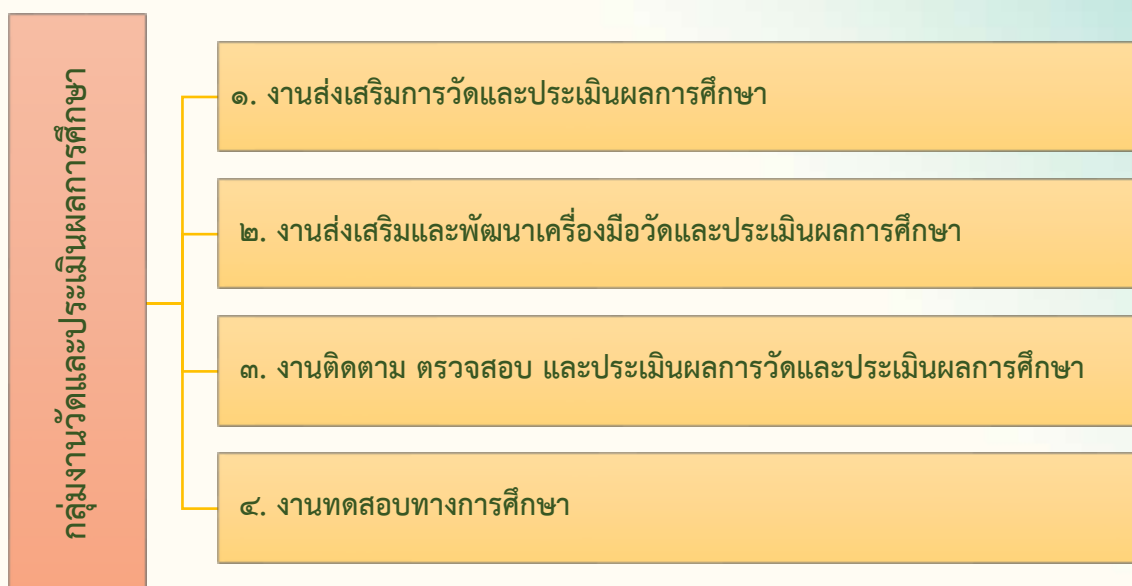 กลุ่มงานวัดและประเมินผลการศึกษา
๑. งานส่งเสริมการวัดและประเมินผลการศึกษา
๒. งานส่งเสริมและพัฒนาเครื่องมือวัดและประเมินผลการศึกษา
๓. งานติดตาม ตรวจสอบ และประเมินผลการวัดและประเมินผลการศึกษา
๔. งานทดสอบทางการศึกษา